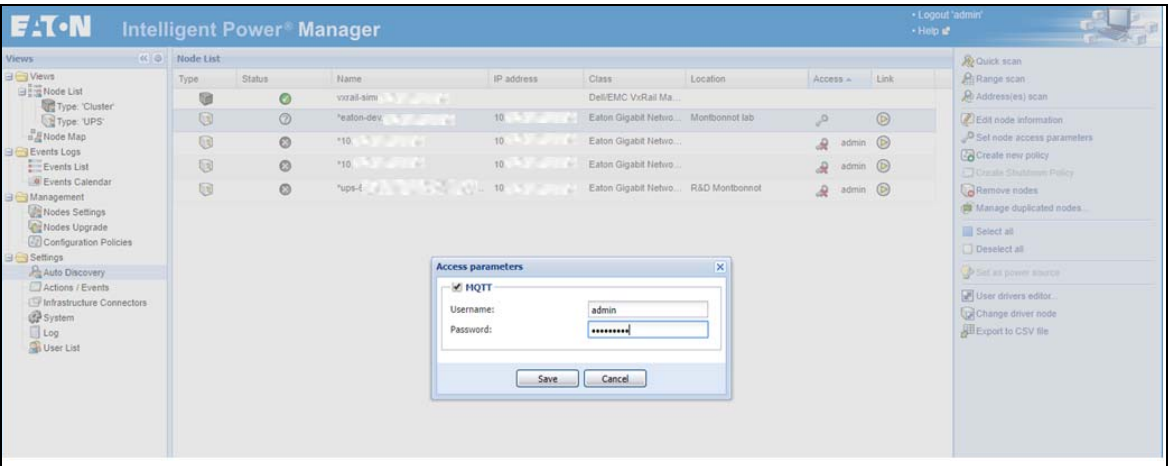 EATON Intelligent Power® Manager
• Logout 'admin'
• Help
Views
Views
Node List
Type: 'Cluster'
Type: 'UPS'
Node Map
Events Logs
Events List
Events Calendar
Management
Nodes Settings
Nodes Upgrade
Configuration Policies
Settings
Auto Discovery
Actions / Events
Infrastructure Connectors
System
Log
User List
Node List
Type Status Name IP address Class Location Access Link
vxrail-simi Dell/EMC VxRail Ma...
*eaton-dev. 10 Eaton Gigabit Netwo... Montbonnot lab
*10. 10 Eaton Gigabit Netwo... admin
*10 10 Eaton Gigabit Netwo... admin
*ups- 10 Eaton Gigabit Netwo... R&D Montbonnot admin
Access parameters
MQTT
Username: admin
Password: •••••••••
Save Cancel
Quick scan
Range scan
Address(es) scan
Edit node information
Set node access parameters
Create new policy
Create Shutdown Policy
Remove nodes
Manage duplicated nodes...
Select all
Deselect all
Set as power source
User drivers editor...
Change driver node
Export to CSV file